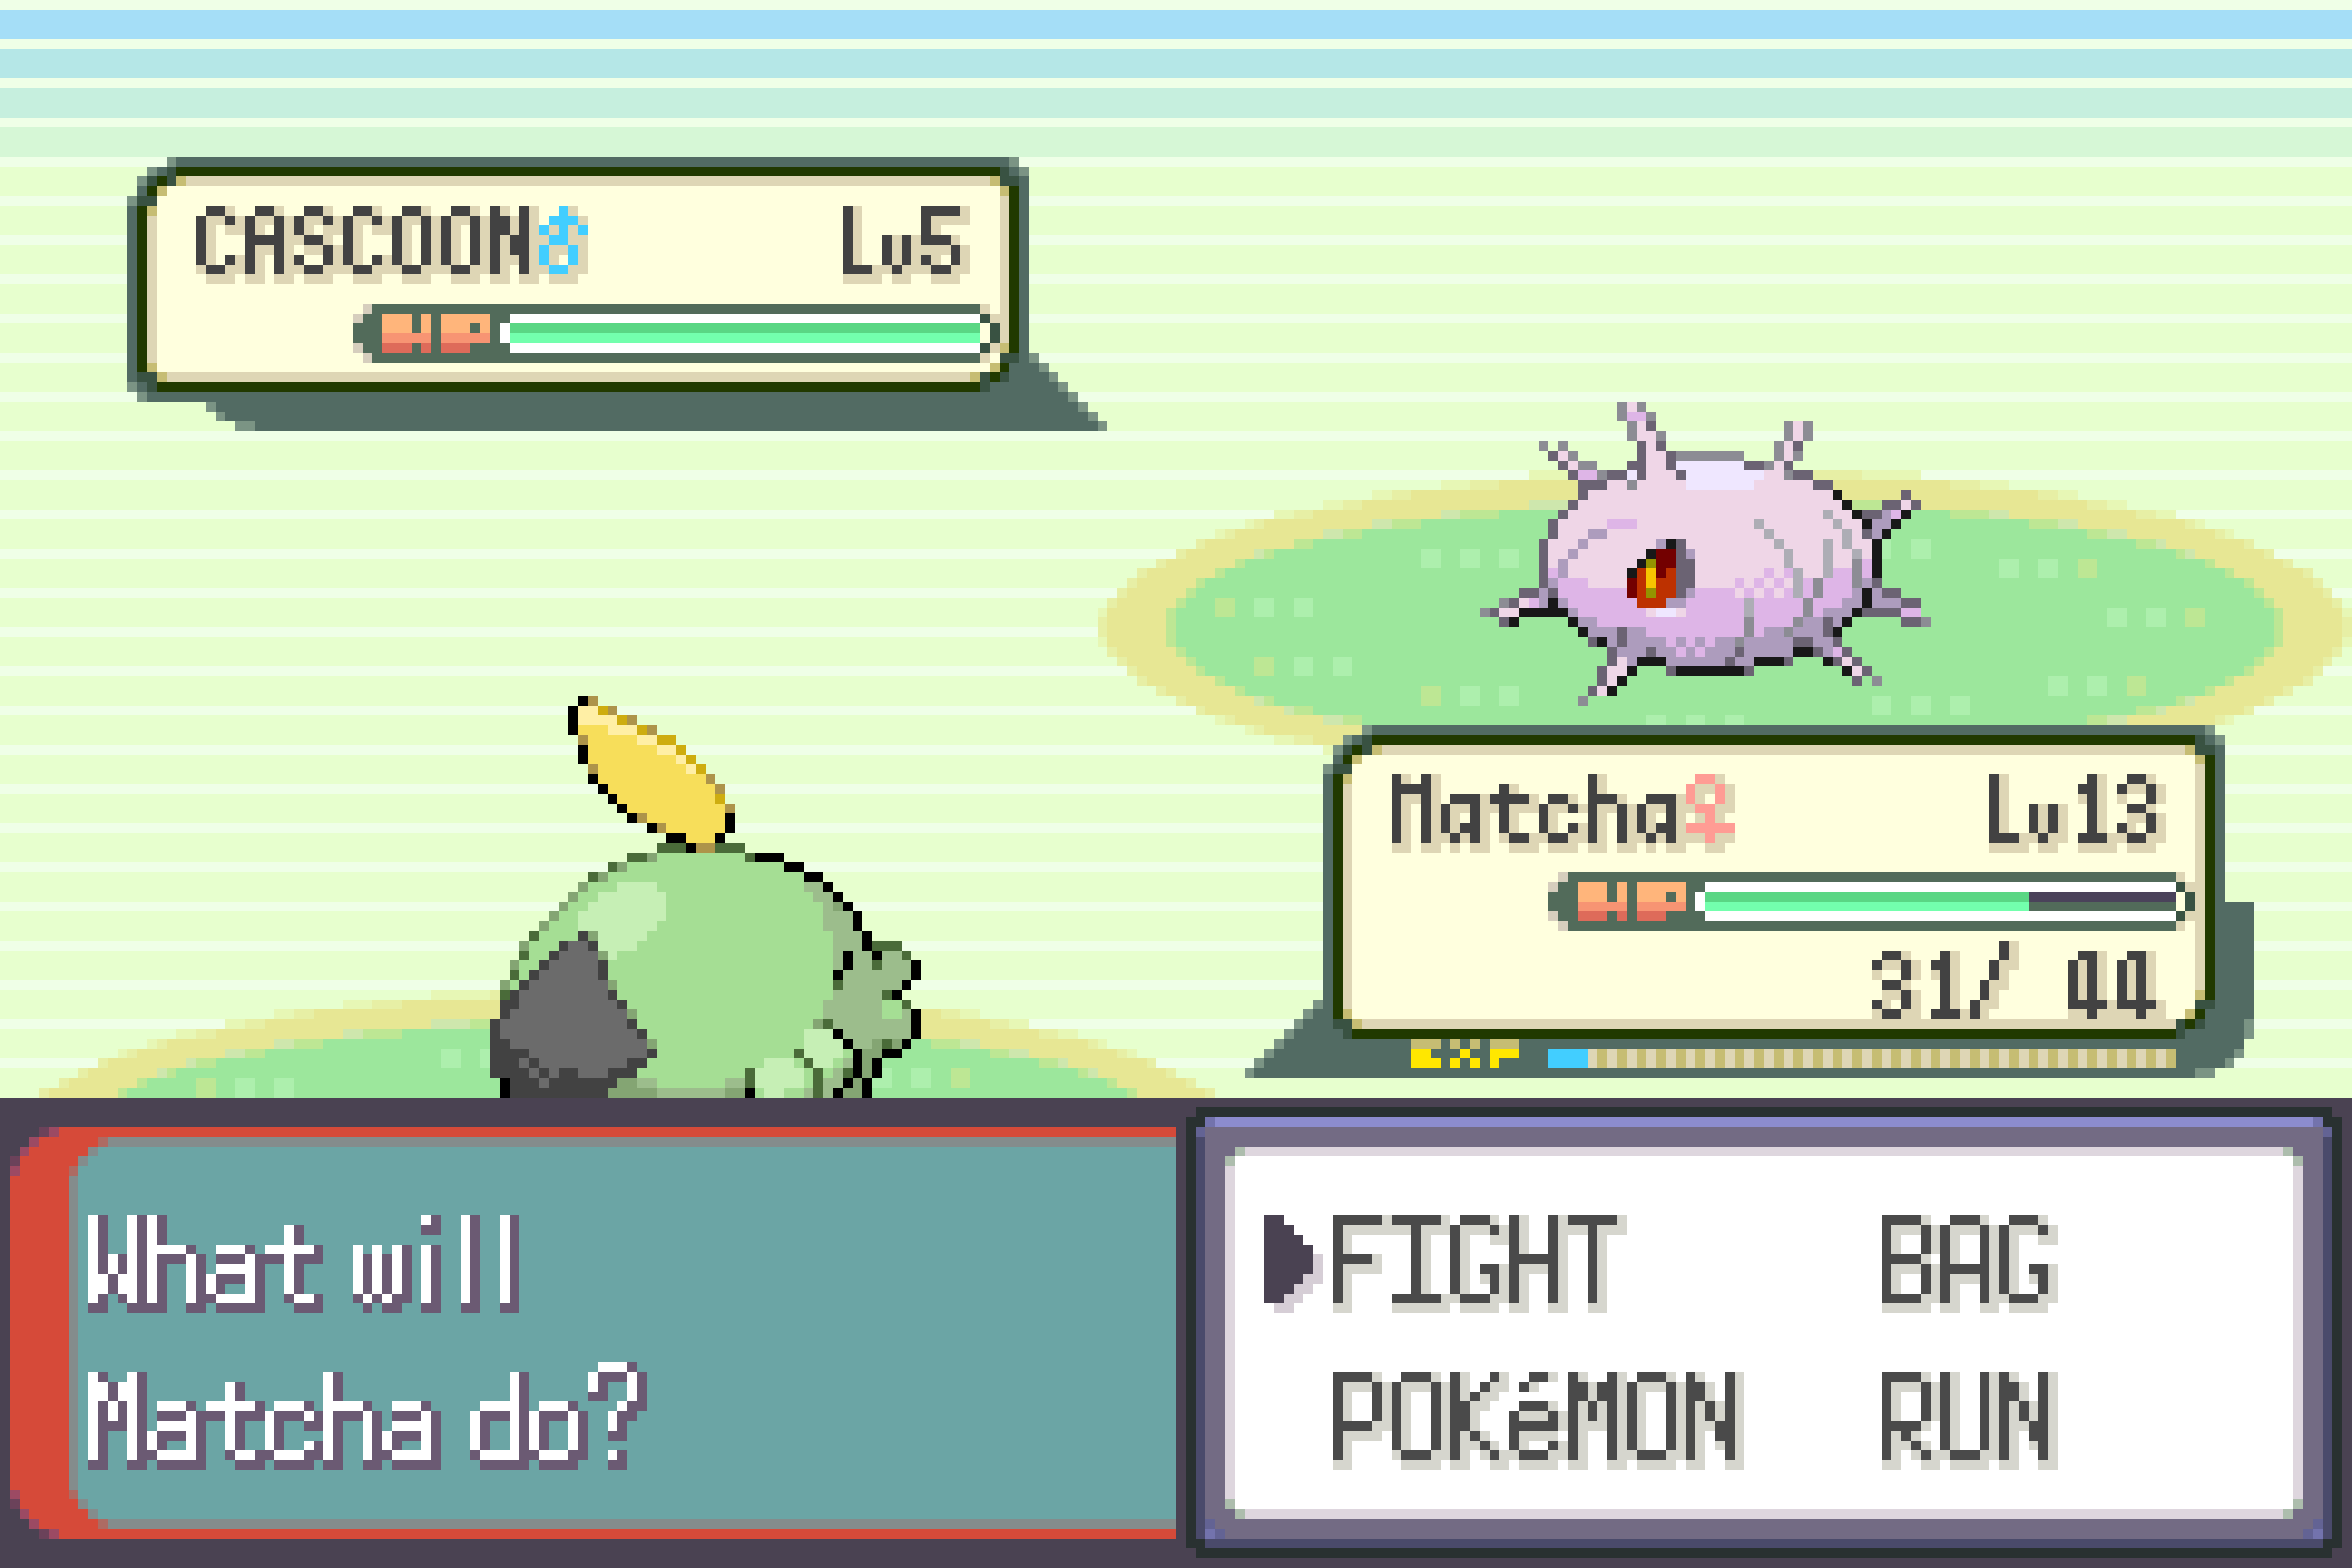 CASCOON♂ Lv5
HP
Matcha♀ Lv13
HP
31/ 44
EXP
What will
Matcha do?
▶FIGHT BAG
POKéMON RUN